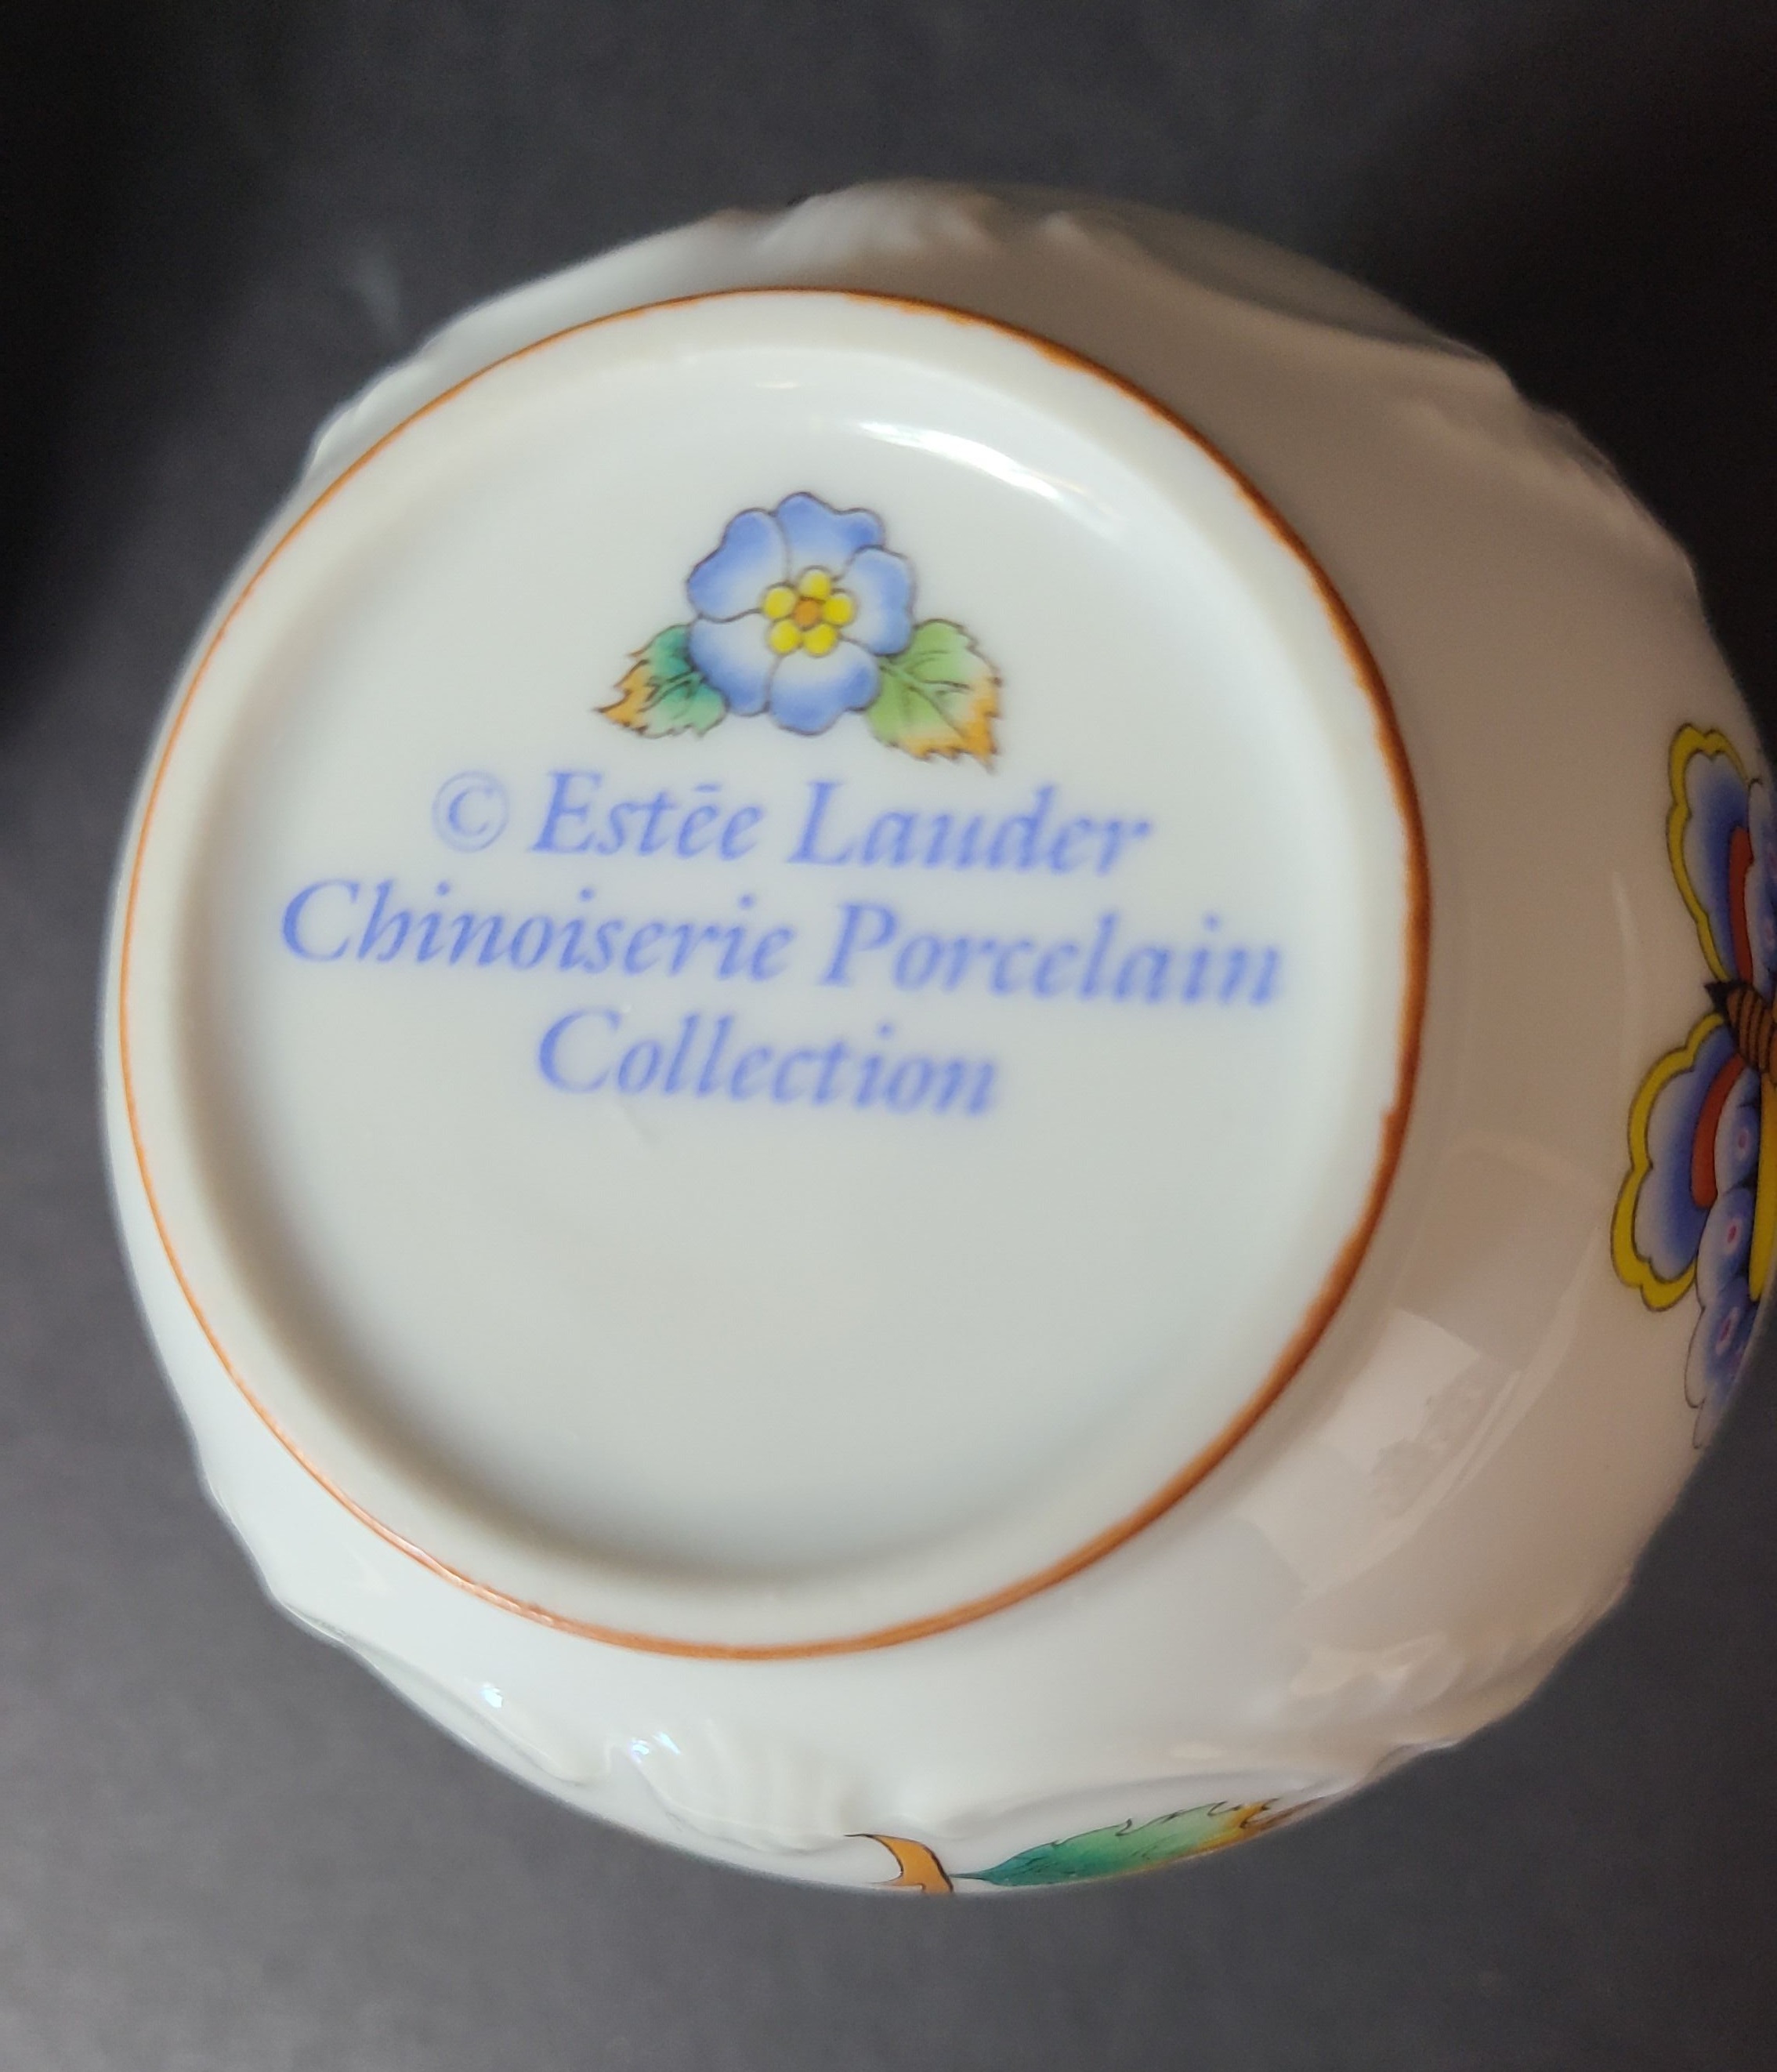 © Estēe Lauder
Chinoiserie Porcelain
Collection